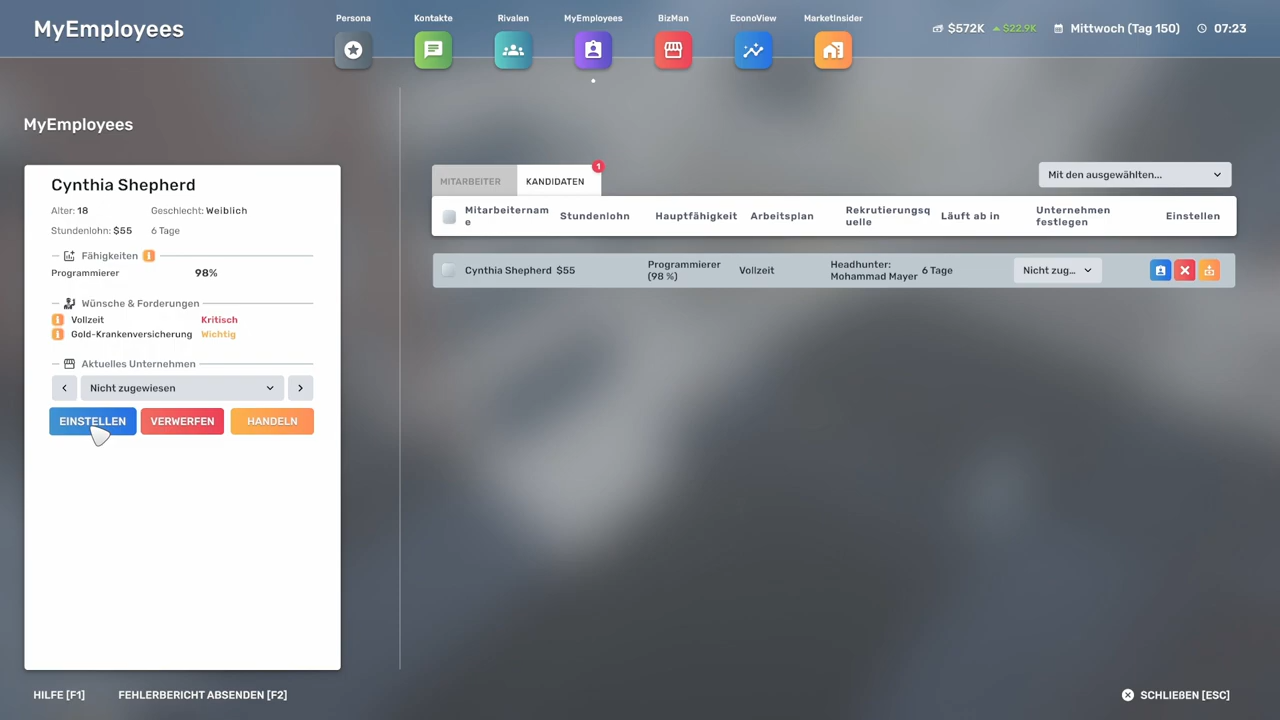 MyEmployees
Persona
Kontakte
Rivalen
MyEmployees
BizMan
EconoView
MarketInsider
$572K
$22.9K
Mittwoch (Tag 150)
07:23
MyEmployees
Cynthia Shepherd
Alter: 18
Geschlecht: Weiblich
Stundenlohn: $55
6 Tage
Fähigkeiten
Programmierer
98%
Wünsche & Forderungen
Vollzeit
Kritisch
Gold-Krankenversicherung
Wichtig
Aktuelles Unternehmen
Nicht zugewiesen
EINSTELLEN
VERWERFEN
HANDELN
MITARBEITER
KANDIDATEN
1
Mit den ausgewählten...
Mitarbeiternam
e
Stundenlohn
Hauptfähigkeit
Arbeitsplan
Rekrutierungsq
uelle
Läuft ab in
Unternehmen
festlegen
Einstellen
Cynthia Shepherd
$55
Programmierer
(98 %)
Vollzeit
Headhunter:
Mohammad Mayer
6 Tage
Nicht zug...
HILFE [F1]
FEHLERBERICHT ABSENDEN [F2]
SCHLIEẞEN [ESC]